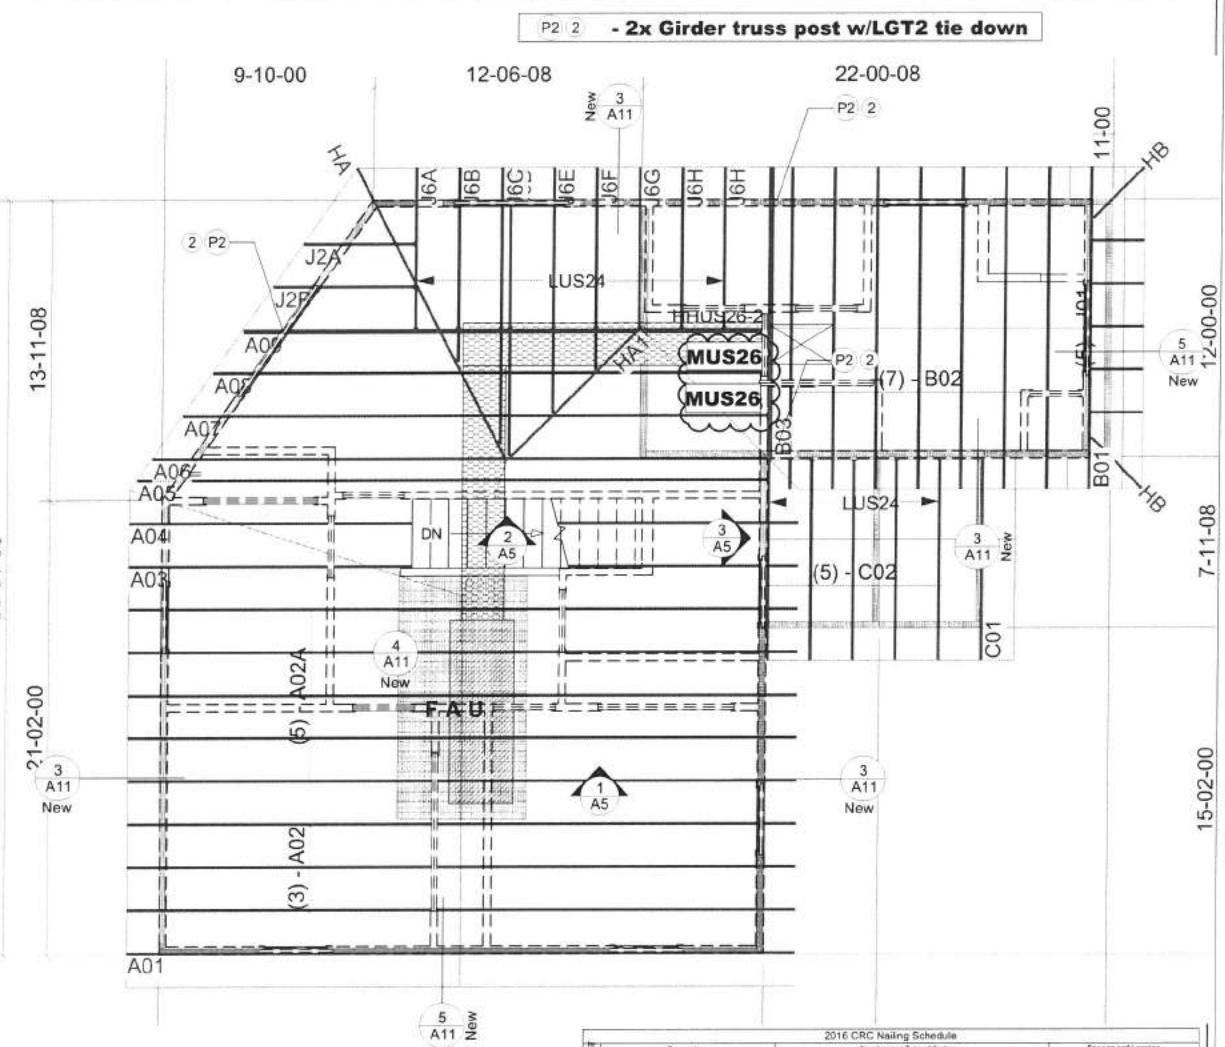 P2 2 - 2x Girder truss post w/LGT2 tie down
9-10-00
12-06-08
22-00-08
3
A11
New
P2 2
11-00
HA
J6A
J6B
J6C
J6E
J6F
J6G
J6H
J6H
HB
2 P2
J2A
LUS24
HHUS26-2
13-11-08
A09
HA1
MUS26
MUS26
P2 2
(7) - B02
5
A11
New
12-00-00
A08
A07
B03
A06
A05
B01
HB
LUS24
A04
DN
2
A5
3
A5
3
A11
New
7-11-08
A03
(5) - C02
C01
4
A11
New
(5) - A02A
FAU
21-02-00
3
A11
New
1
A5
3
A11
New
15-02-00
(3) - A02
A01
5
A11
New
2016 CRC Nailing Schedule